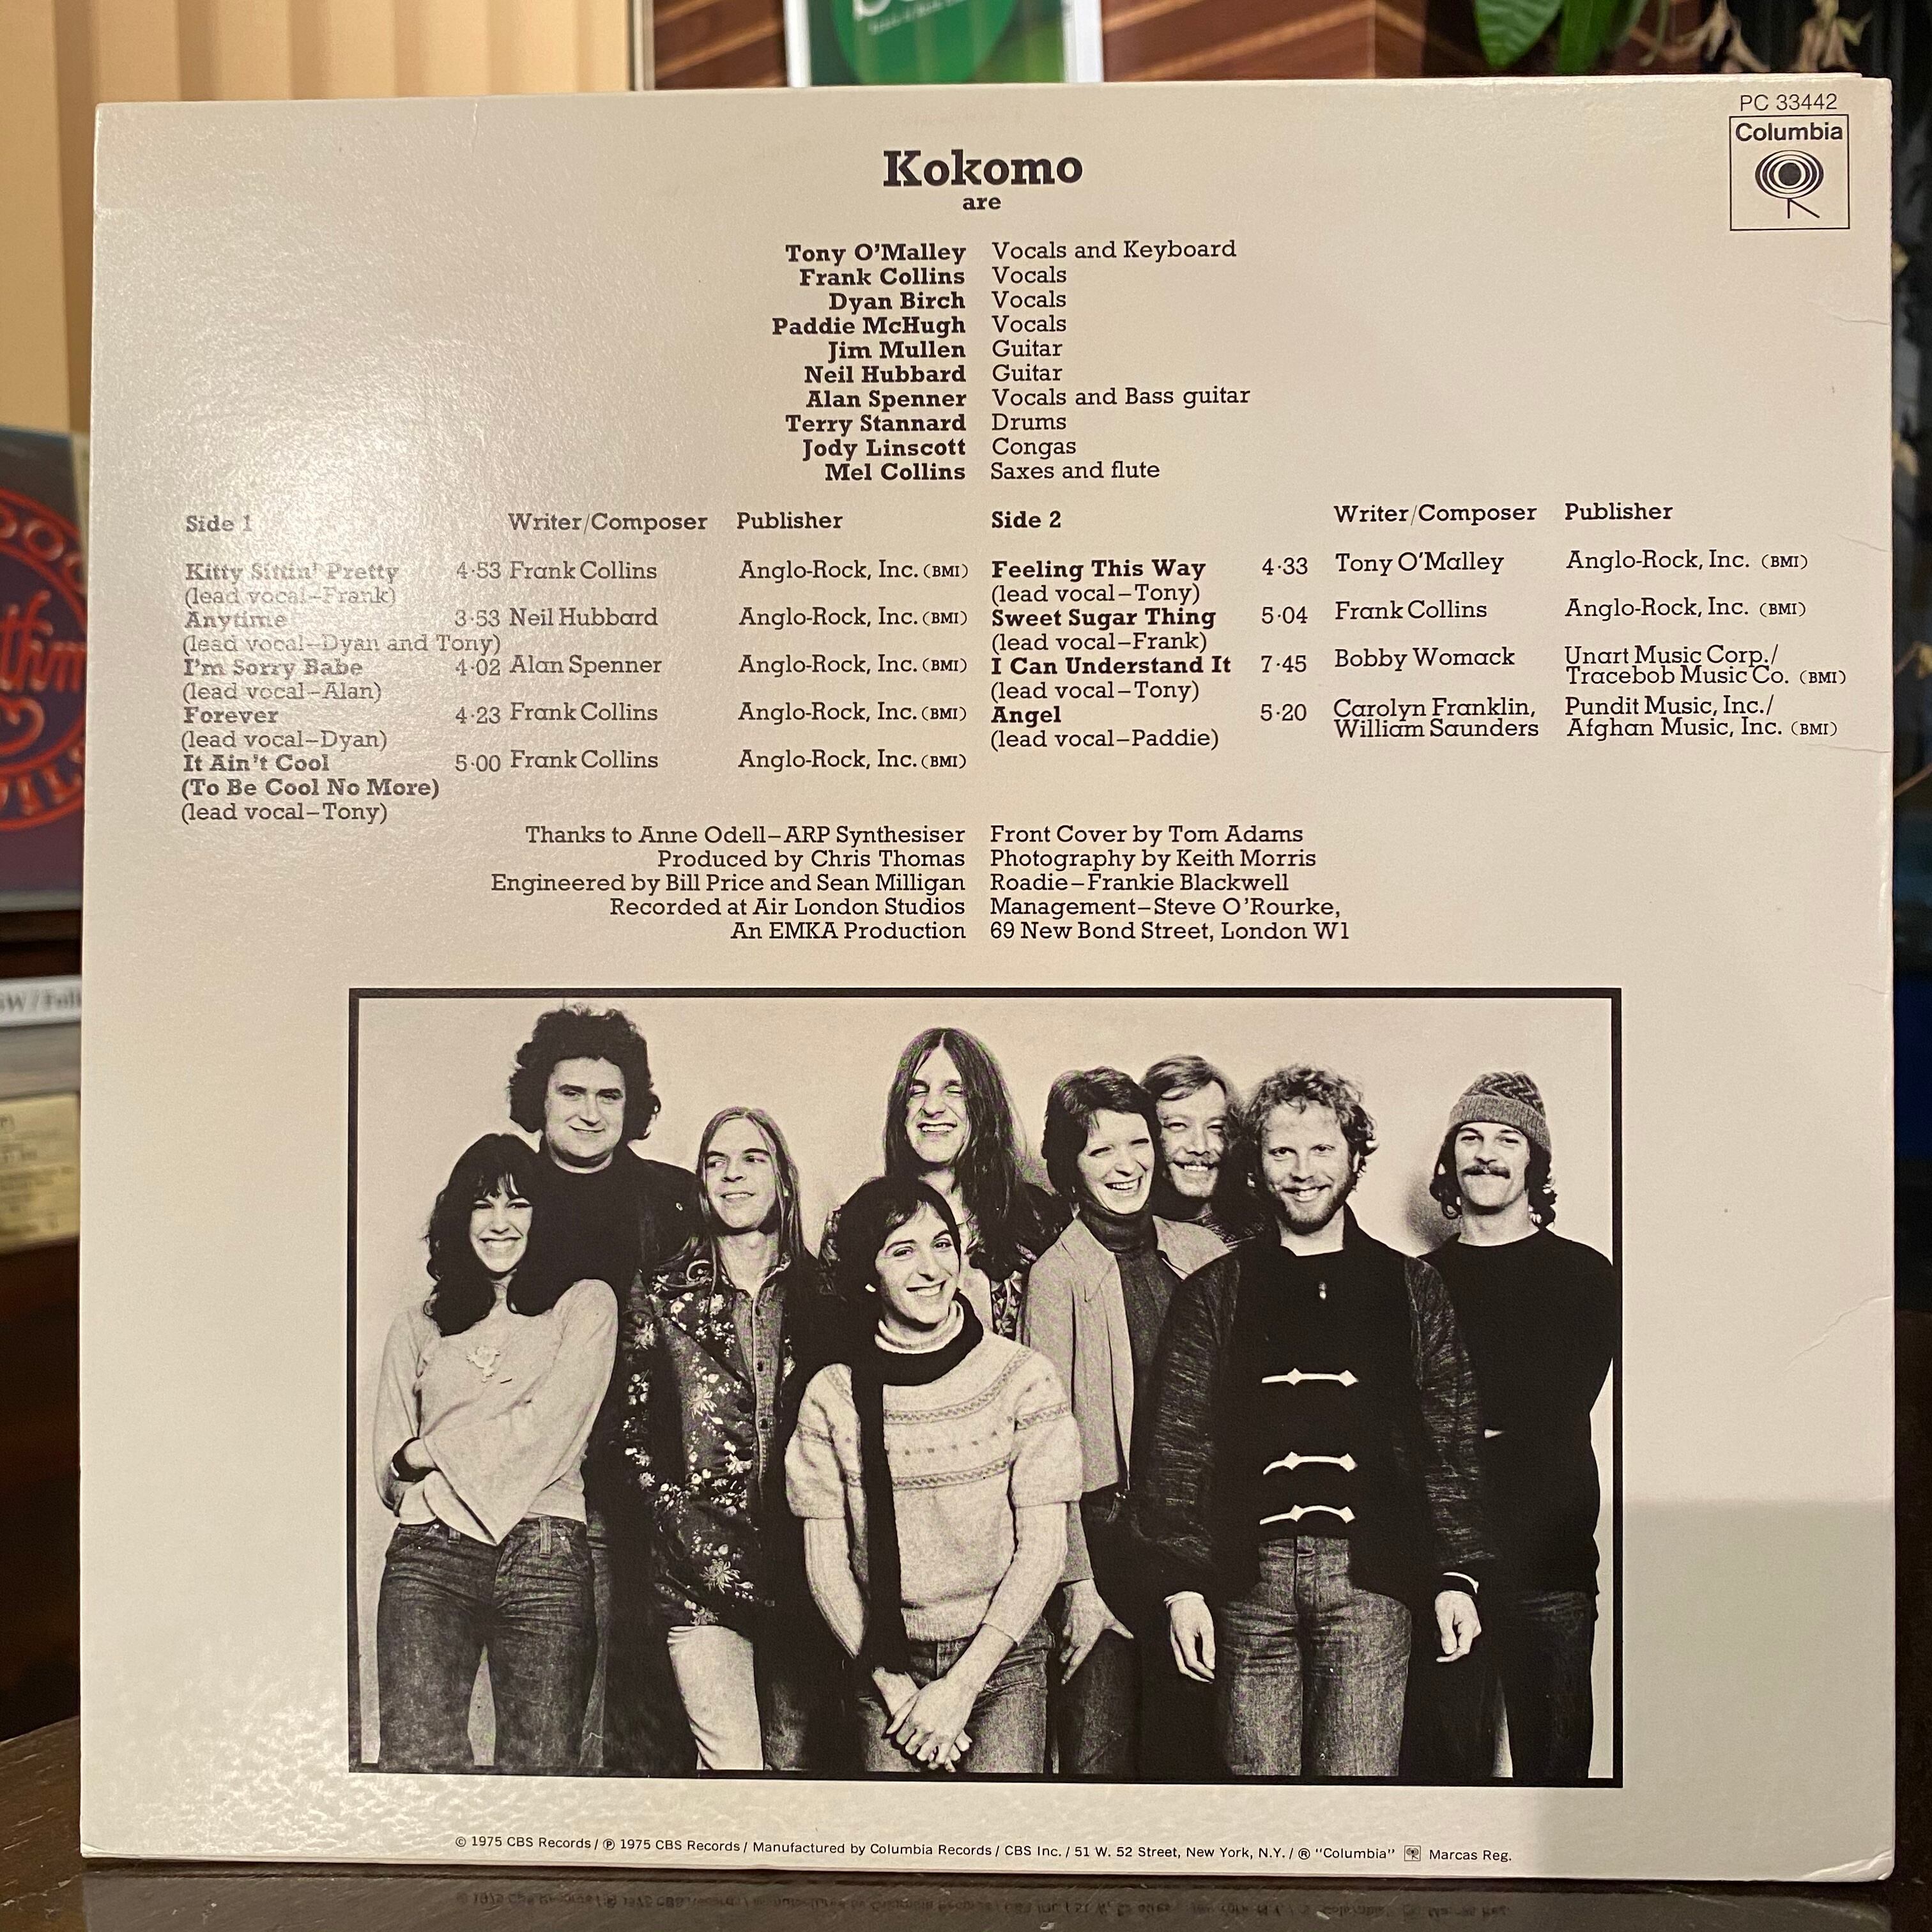 PC 33442
Columbia
Kokomo
are
Tony O'Malley Vocals and Keyboard
Frank Collins Vocals
Dyan Birch Vocals
Paddie McHugh Vocals
Jim Mullen Guitar
Neil Hubbard Guitar
Alan Spenner Vocals and Bass guitar
Terry Stannard Drums
Jody Linscott Congas
Mel Collins Saxes and flute
Side 1 Writer/Composer Publisher
Kitty Sittin' Pretty 4·53 Frank Collins Anglo-Rock, Inc. (BMI)
(lead vocal–Frank)
Anytime 3·53 Neil Hubbard Anglo-Rock, Inc. (BMI)
(lead vocal–Dyan and Tony)
I'm Sorry Babe 4·02 Alan Spenner Anglo-Rock, Inc. (BMI)
(lead vocal–Alan)
Forever 4·23 Frank Collins Anglo-Rock, Inc. (BMI)
(lead vocal–Dyan)
It Ain't Cool 5·00 Frank Collins Anglo-Rock, Inc. (BMI)
(To Be Cool No More)
(lead vocal–Tony)
Side 2 Writer/Composer Publisher
Feeling This Way 4·33 Tony O'Malley Anglo-Rock, Inc. (BMI)
(lead vocal–Tony)
Sweet Sugar Thing 5·04 Frank Collins Anglo-Rock, Inc. (BMI)
(lead vocal–Frank)
I Can Understand It 7·45 Bobby Womack Unart Music Corp./
Tracebob Music Co. (BMI)
(lead vocal–Tony)
Angel 5·20 Carolyn Franklin, Pundit Music, Inc./
William Saunders Afghan Music, Inc. (BMI)
(lead vocal–Paddie)
Thanks to Anne Odell–ARP Synthesiser
Produced by Chris Thomas
Engineered by Bill Price and Sean Milligan
Recorded at Air London Studios
An EMKA Production
Front Cover by Tom Adams
Photography by Keith Morris
Roadie–Frankie Blackwell
Management–Steve O'Rourke,
69 New Bond Street, London W1
© 1975 CBS Records / ℗ 1975 CBS Records / Manufactured by Columbia Records / CBS Inc. / 51 W. 52 Street, New York, N.Y. / ® "Columbia" Marcas Reg.